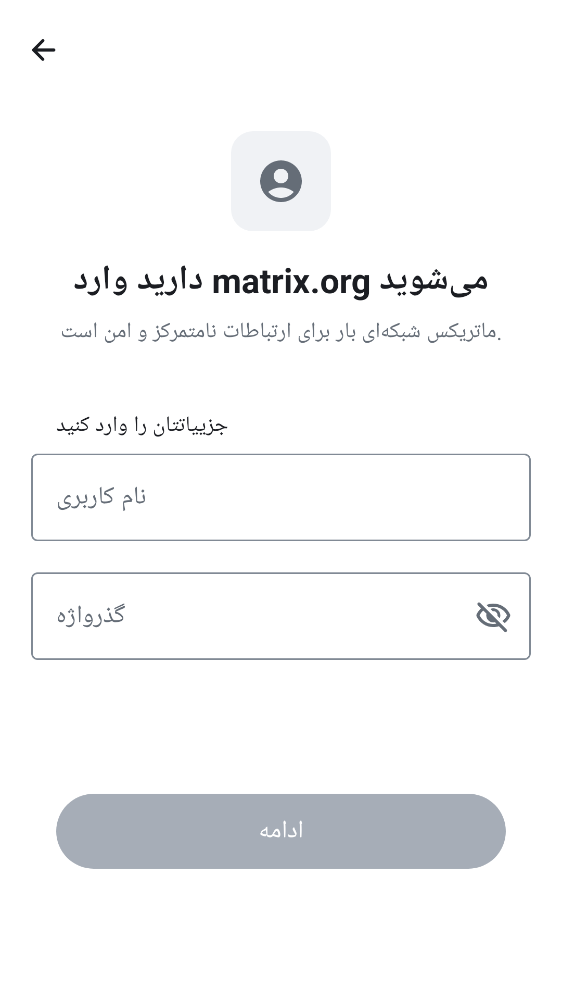 دارید وارد matrix.org می‌شوید
ماتریکس شبکه‌ای بار برای ارتباطات نامتمرکز و امن است.
جزییاتتان را وارد کنید
نام کاربری
گذرواژه
ادامه